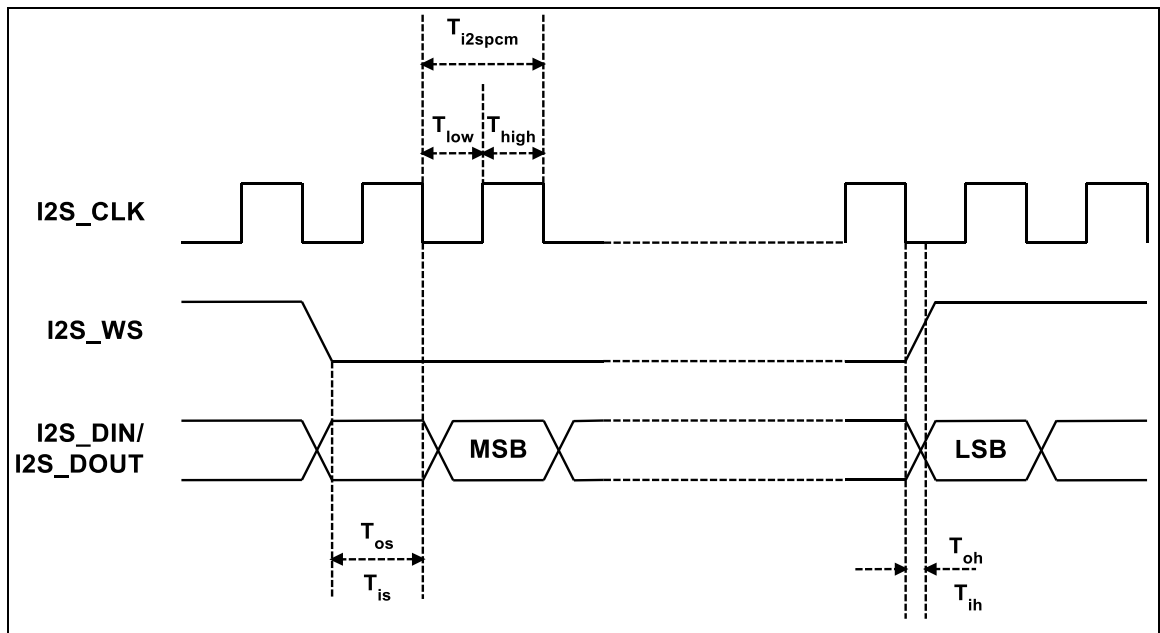 Ti2spcm
Tlow Thigh
I2S_CLK
I2S_WS
I2S_DIN/
I2S_DOUT
MSB
LSB
Tos
Tis
Toh
Tih